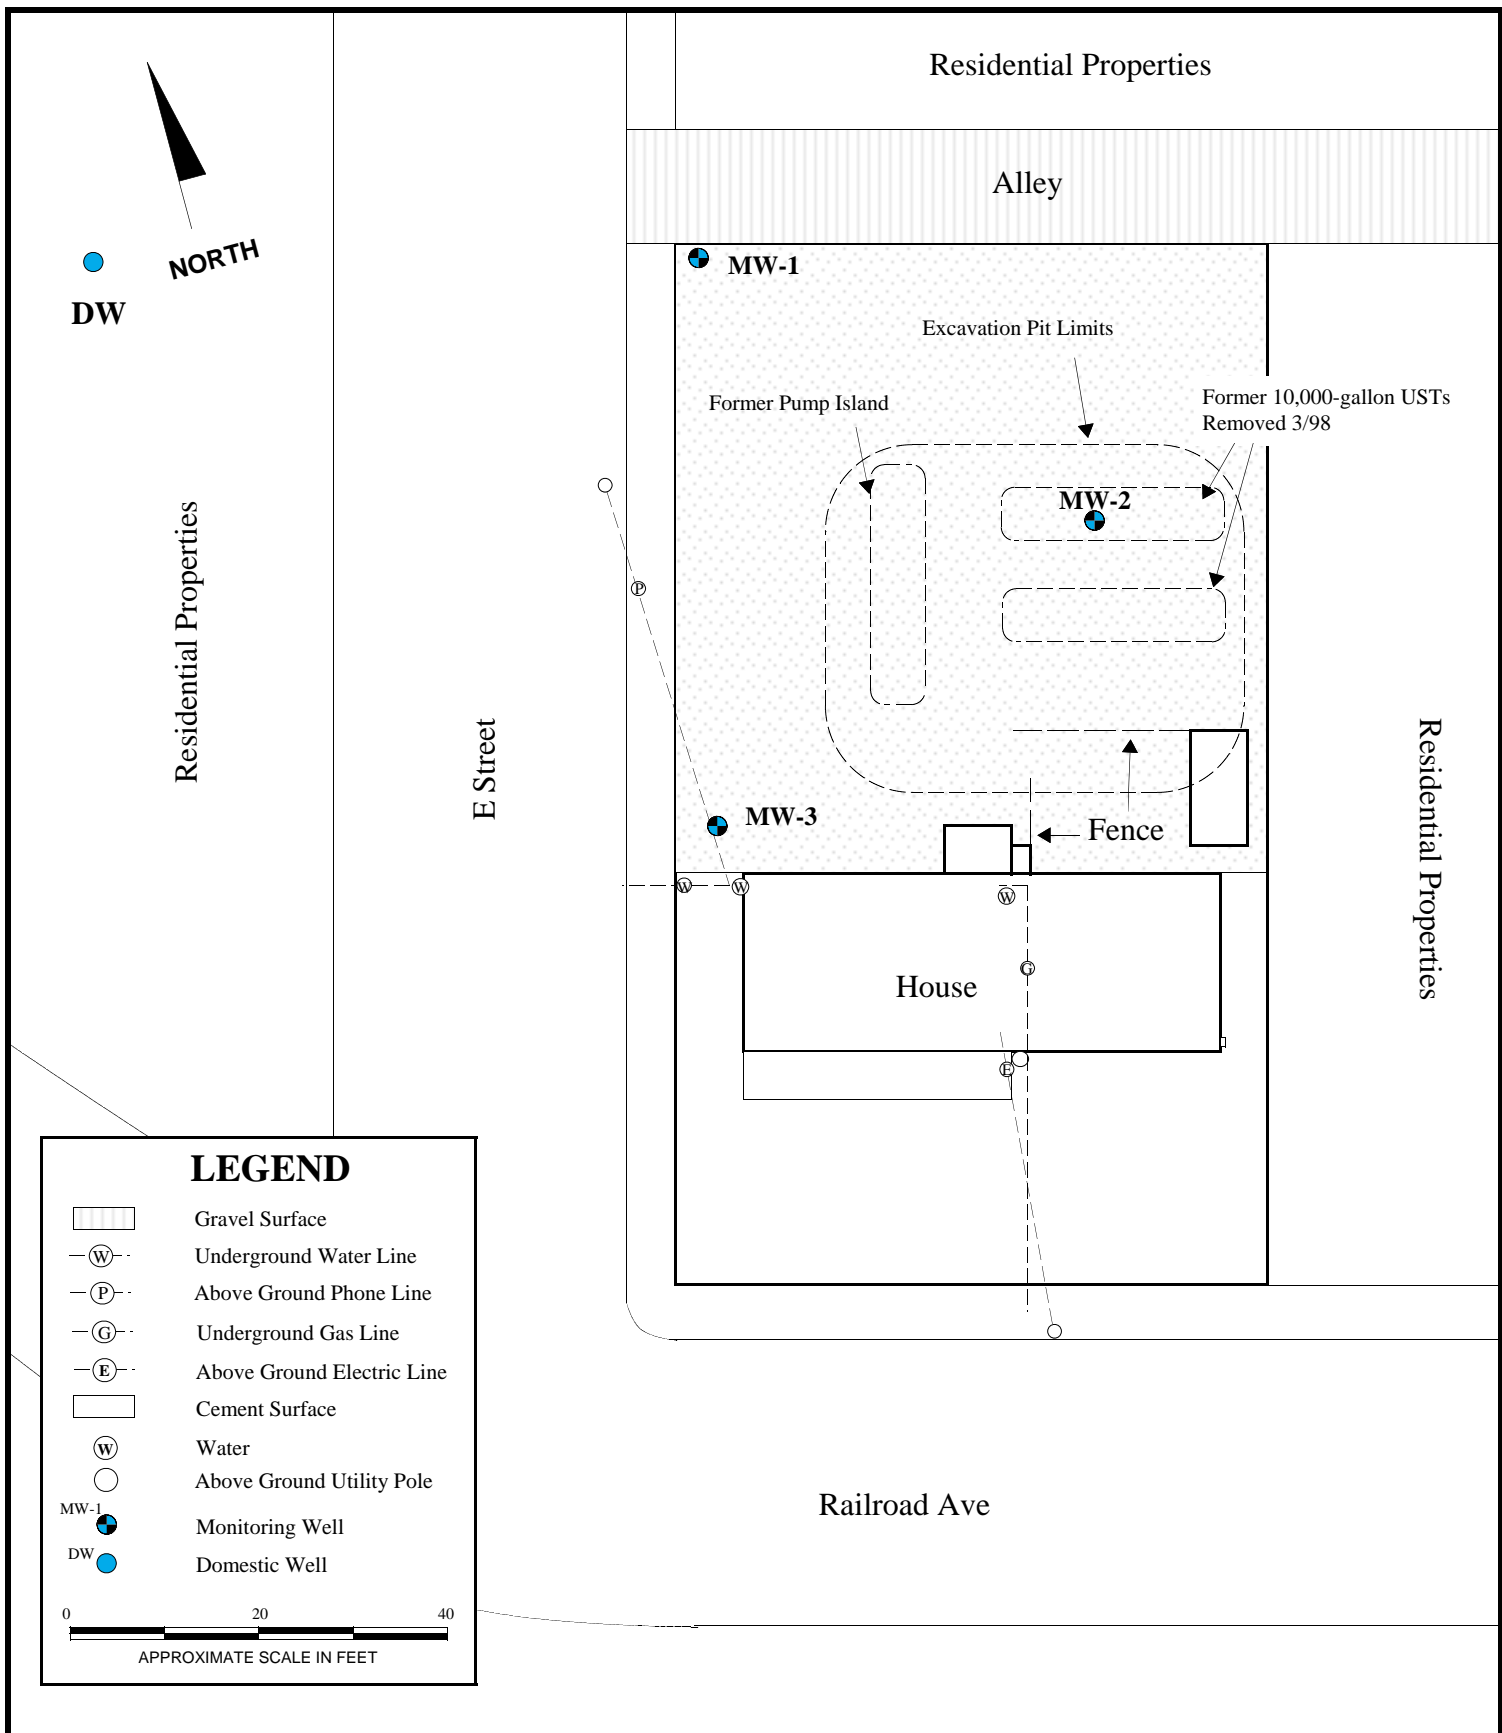 Residential Properties
Alley
NORTH
DW
MW-1
Excavation Pit Limits
Former Pump Island
Former 10,000-gallon USTs
Removed 3/98
MW-2
P
Residential Properties
E Street
Residential Properties
MW-3
Fence
W
W
W
G
House
E
LEGEND
Gravel Surface
W
Underground Water Line
P
Above Ground Phone Line
G
Underground Gas Line
E
Above Ground Electric Line
Cement Surface
W
Water
Above Ground Utility Pole
MW-1
Monitoring Well
DW
Domestic Well
0 20 40
APPROXIMATE SCALE IN FEET
Railroad Ave